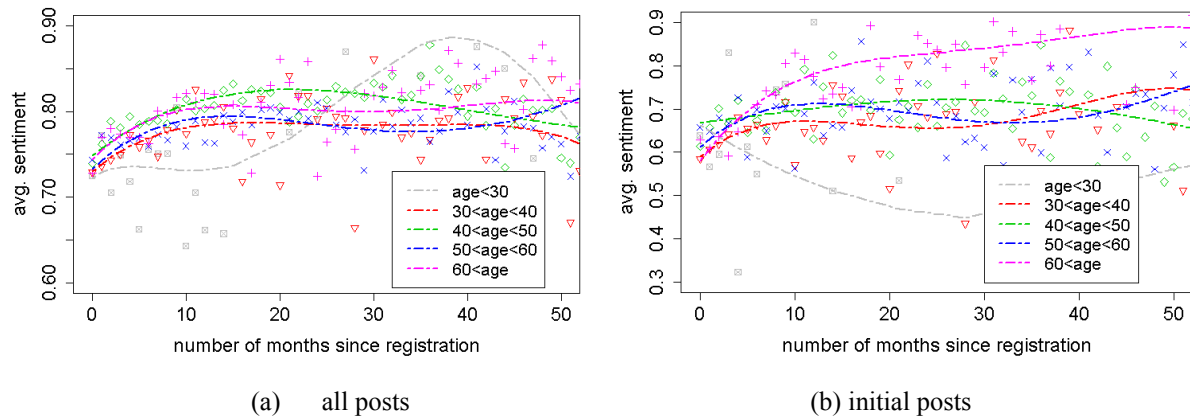 0.90
0.80
0.70
0.60
avg. sentiment
0 10 20 30 40 50
number of months since registration
age<30
30<age<40
40<age<50
50<age<60
60<age
(a) all posts
0.9
0.8
0.7
0.6
0.5
0.4
0.3
avg. sentiment
0 10 20 30 40 50
number of months since registration
age<30
30<age<40
40<age<50
50<age<60
60<age
(b) initial posts